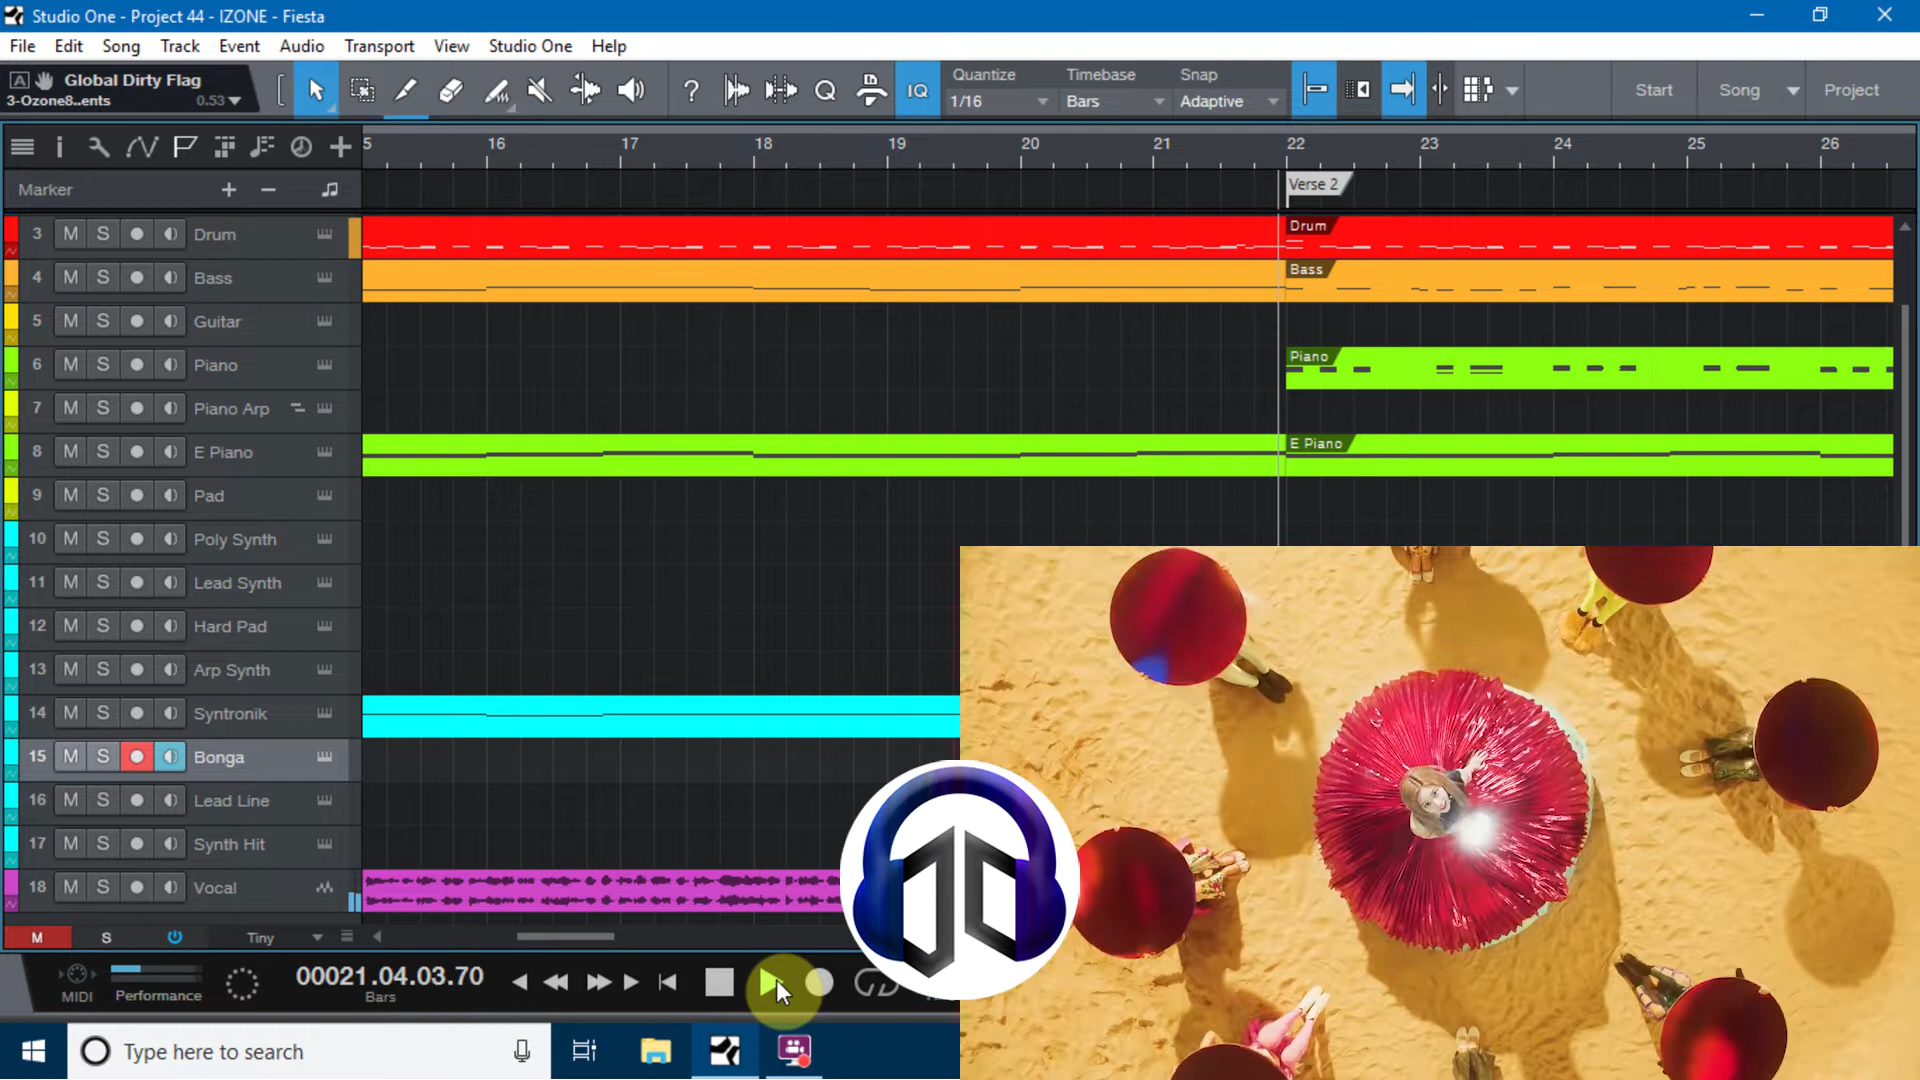 Studio One - Project 44 - IZONE - Fiesta
File Edit Song Track Event Audio Transport View Studio One Help
A Global Dirty Flag
3-Ozone8..ents 0.53
? Q IQ
Quantize Timebase Snap
1/16 Bars Adaptive
Start Song Project
5 16 17 18 19 20 21 22 23 24 25 26
Marker + -
Verse 2
3 M S Drum
Drum
4 M S Bass
Bass
5 M S Guitar
6 M S Piano
Piano
7 M S Piano Arp
8 M S E Piano
E Piano
9 M S Pad
10 M S Poly Synth
11 M S Lead Synth
12 M S Hard Pad
13 M S Arp Synth
14 M S Syntronik
15 M S Bonga
16 M S Lead Line
17 M S Synth Hit
18 M S Vocal
M S Tiny
MIDI Performance
00021.04.03.70
Bars
Type here to search